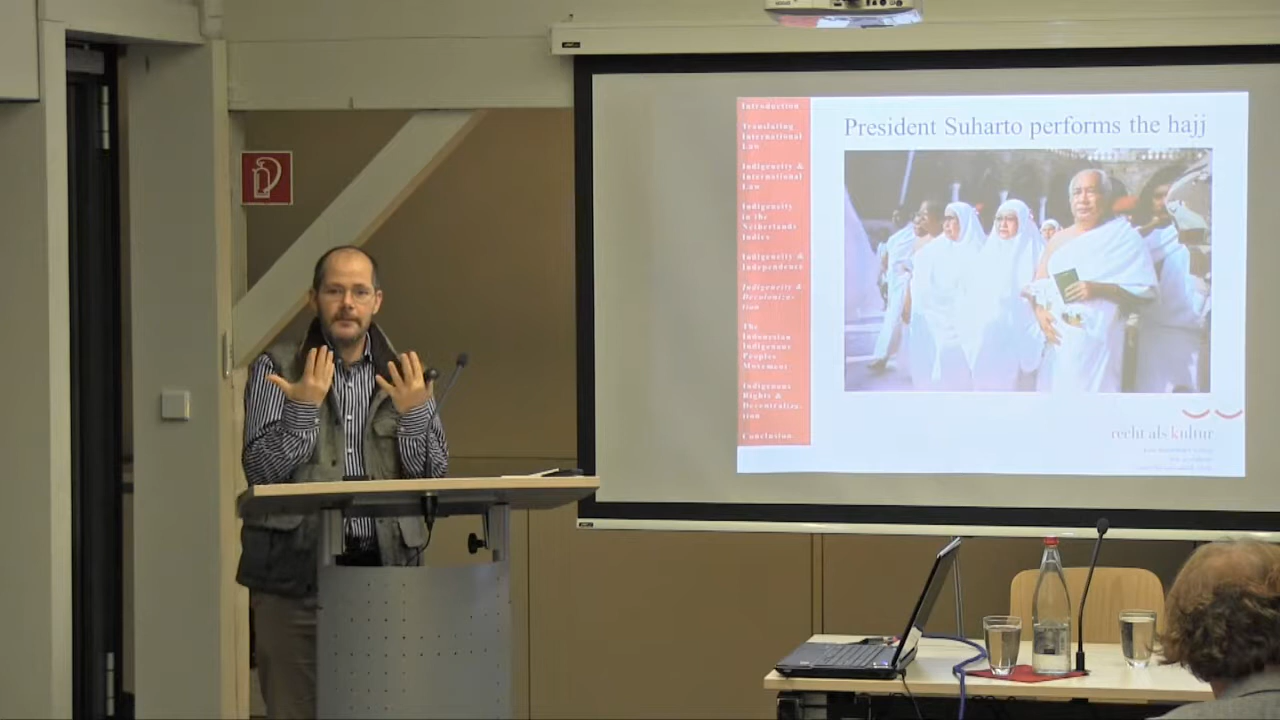 President Suharto performs the hajj
Introduction
Translating
International
Law
Indigeneity &
International
Law
Indigeneity
in the
Netherlands
Indies
Indigeneity &
Independence
Indigeneity &
Decoloniza-
tion
The
Indonesian
Indigenous
Peoples
Movement
Indigenous
Rights &
Decentraliza-
tion
Conclusion
recht als kultur